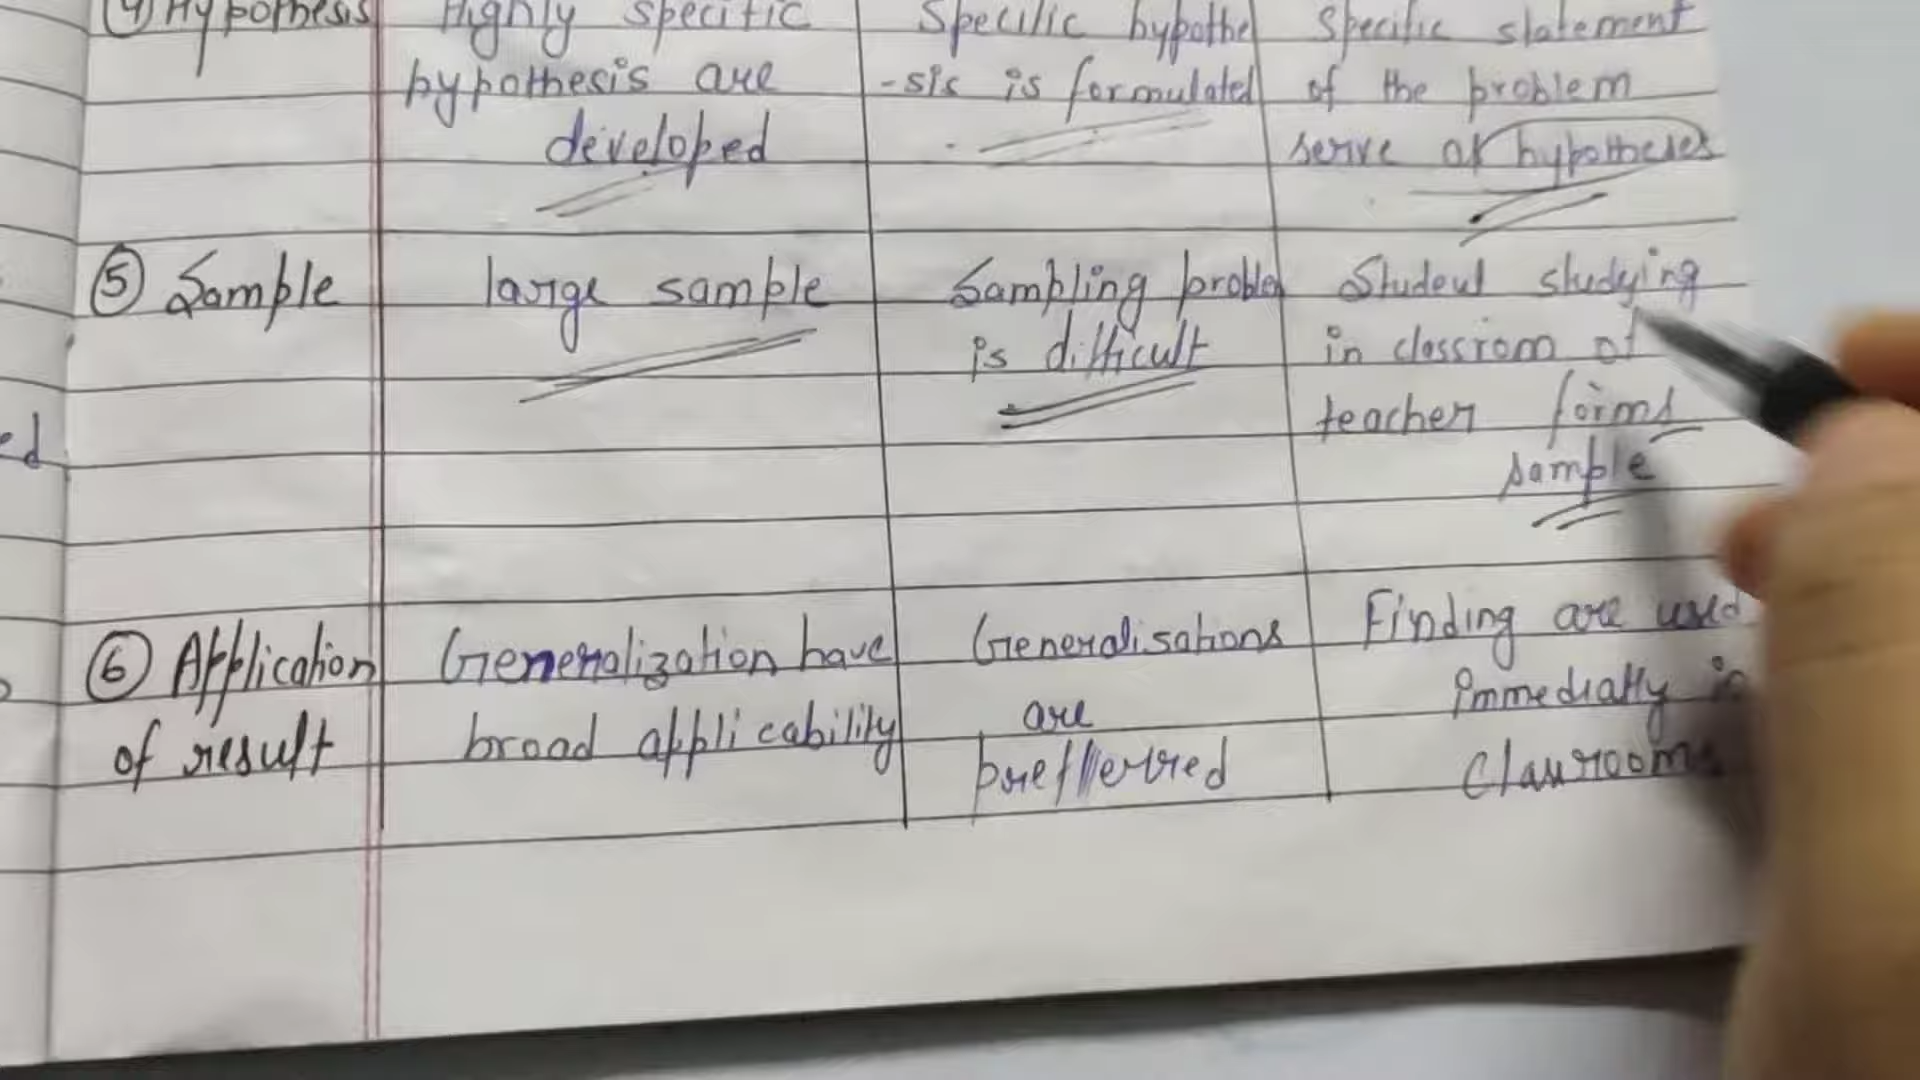 (4) Hypothesis
Highly specific
hypothesis are
developed
Specific hypothe
-sis is formulated
Specific statement
of the problem
serve as hypotheses
(5) Sample
large sample
Sampling problem
is difficult
Student studying
in classroom of
teacher forms
sample
(6) Application
of result
Generalization have
broad applicability
Generalisations
are
prefferred
Finding are used
immediatly in
classrooms
ed